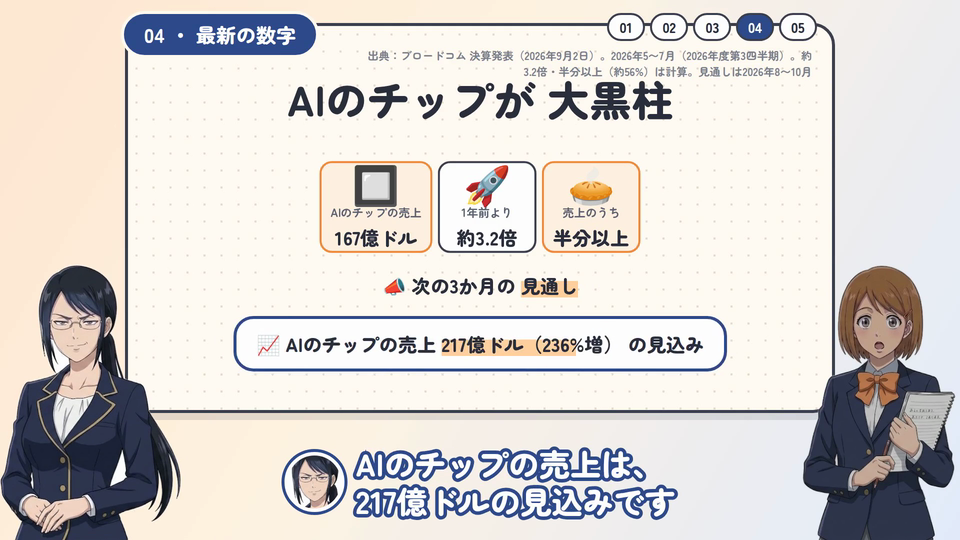 04 ・ 最新の数字
01 02 03 04 05
出典：ブロードコム 決算発表（2026年9月2日）。2026年5〜7月（2026年度第3四半期）。約
3.2倍・半分以上（約56%）は計算。見通しは2026年8〜10月
AIのチップが 大黒柱
AIのチップの売上
167億ドル
1年前より
約3.2倍
売上のうち
半分以上
次の3か月の 見通し
AIのチップの売上 217億ドル（236%増） の見込み
AIのチップの売上は、
217億ドルの見込みです